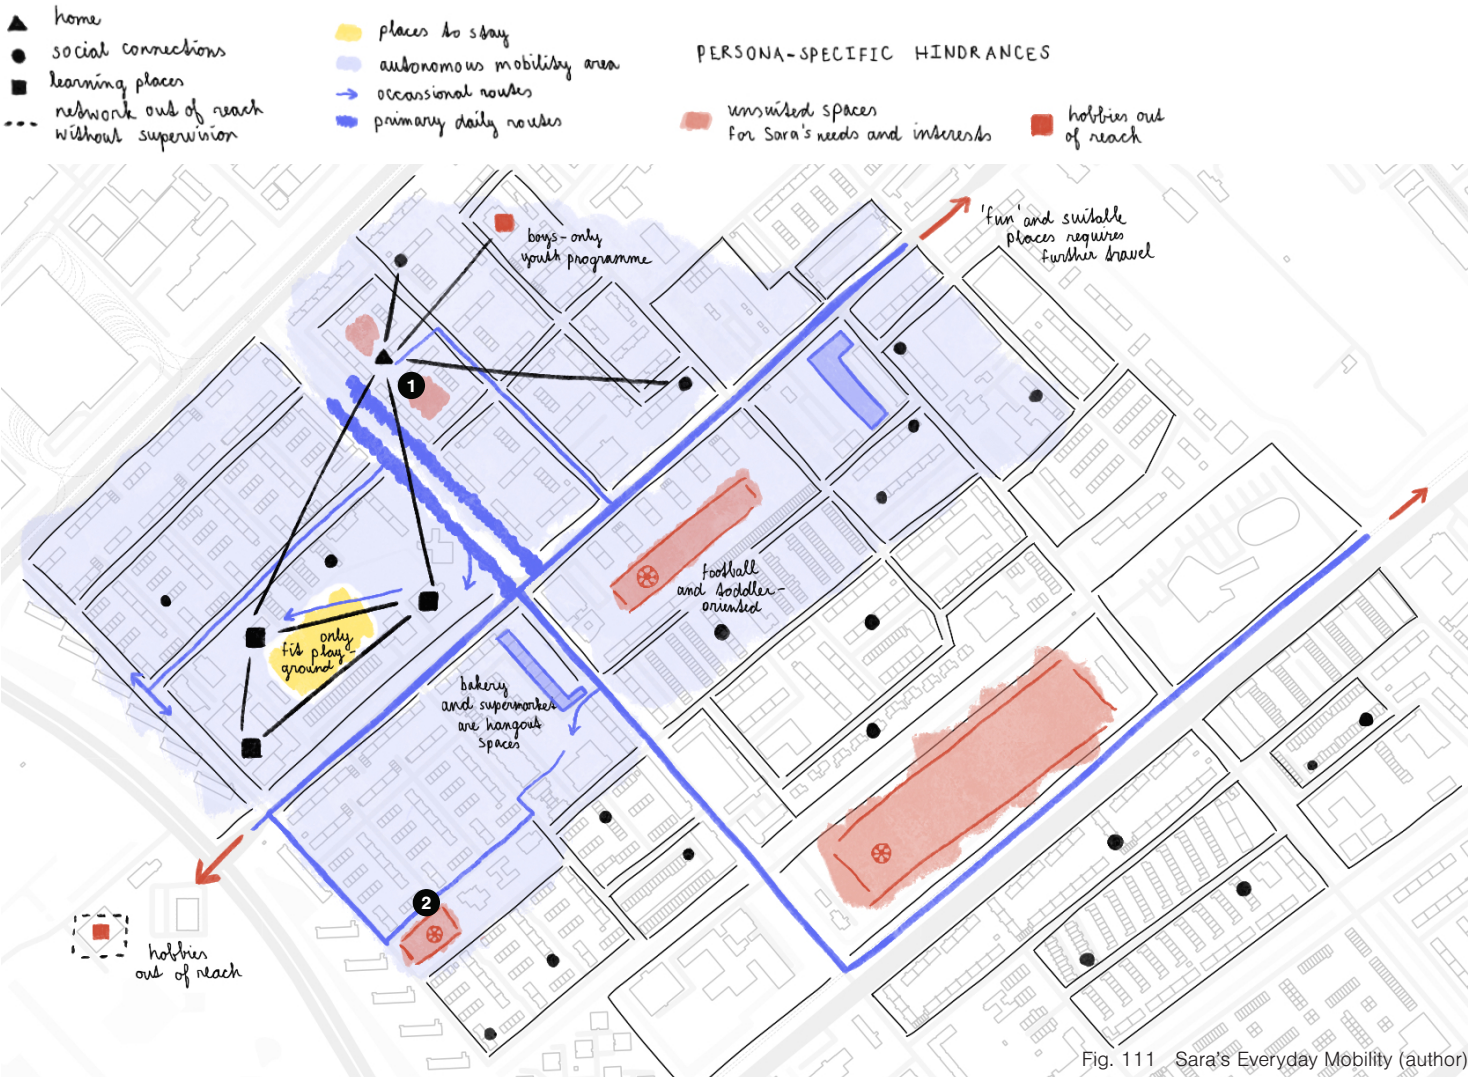 home
social connections
learning places
network out of reach
without supervision
places to stay
autonomous mobility area
occassional routes
primary daily routes
PERSONA-SPECIFIC HINDRANCES
unsuited spaces
for Sara's needs and interests
hobbies out
of reach
'fun' and suitable
places requires
further travel
boys-only
youth programme
1
football
and toddler-
oriented
only
fit play-
ground
bakery
and supermarket
are hangout
spaces
2
hobbies
out of reach
Fig. 111 Sara's Everyday Mobility (author)